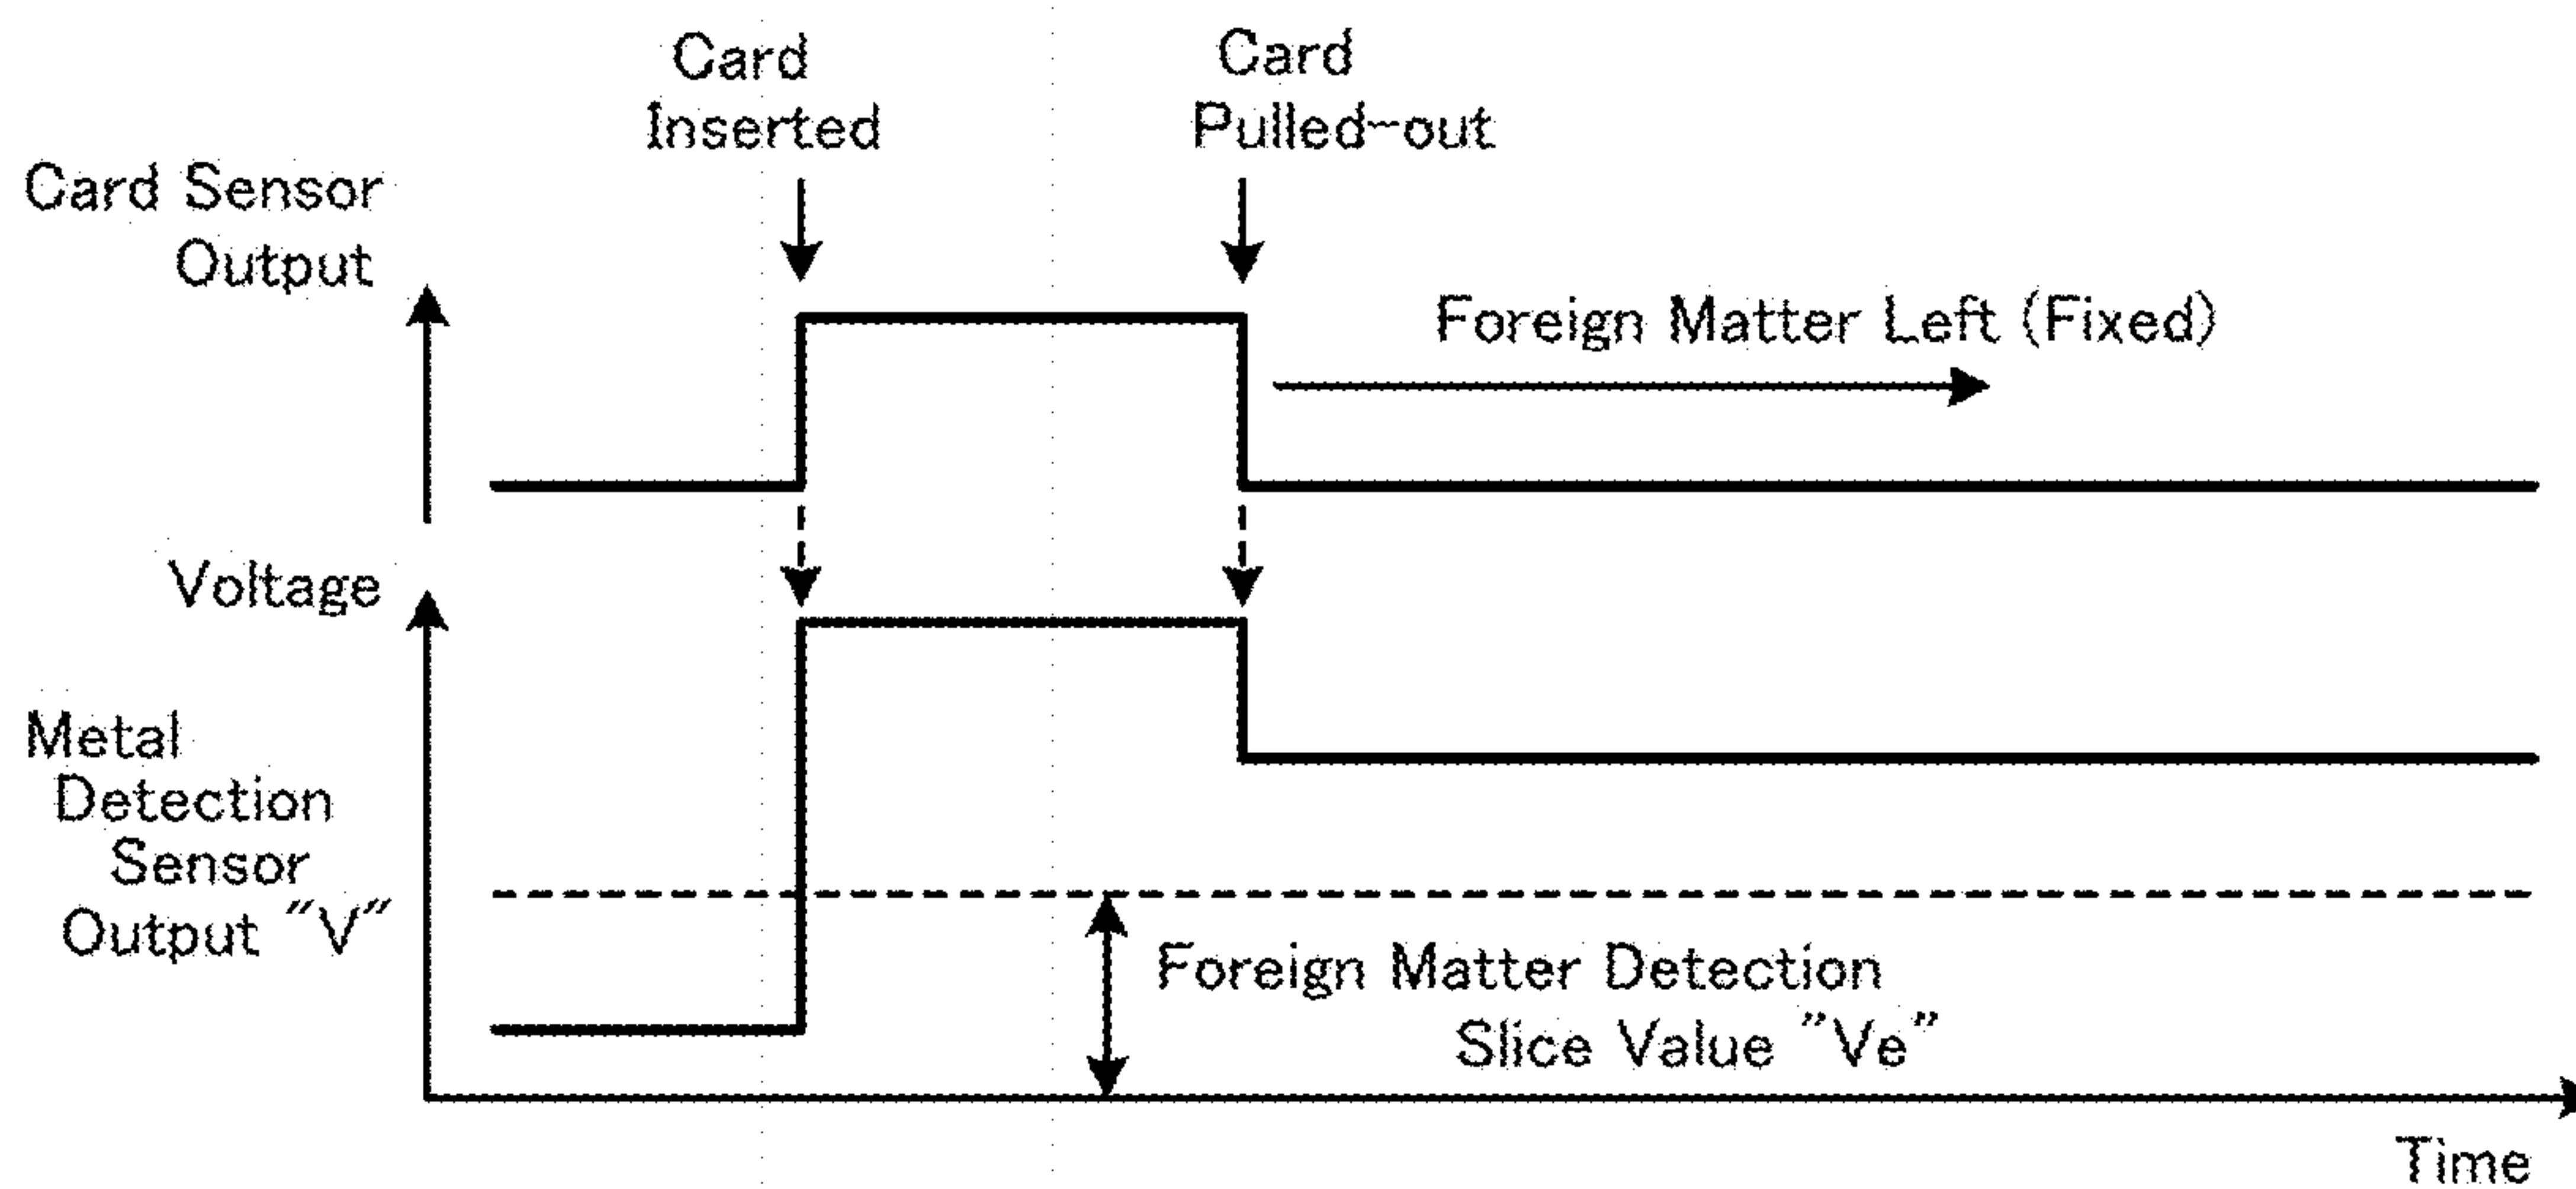 Card
Inserted
Card
Pulled-out
Card Sensor
Output
Foreign Matter Left (Fixed)
Voltage
Metal
Detection
Sensor
Output "V"
Foreign Matter Detection
Slice Value "Ve"
Time